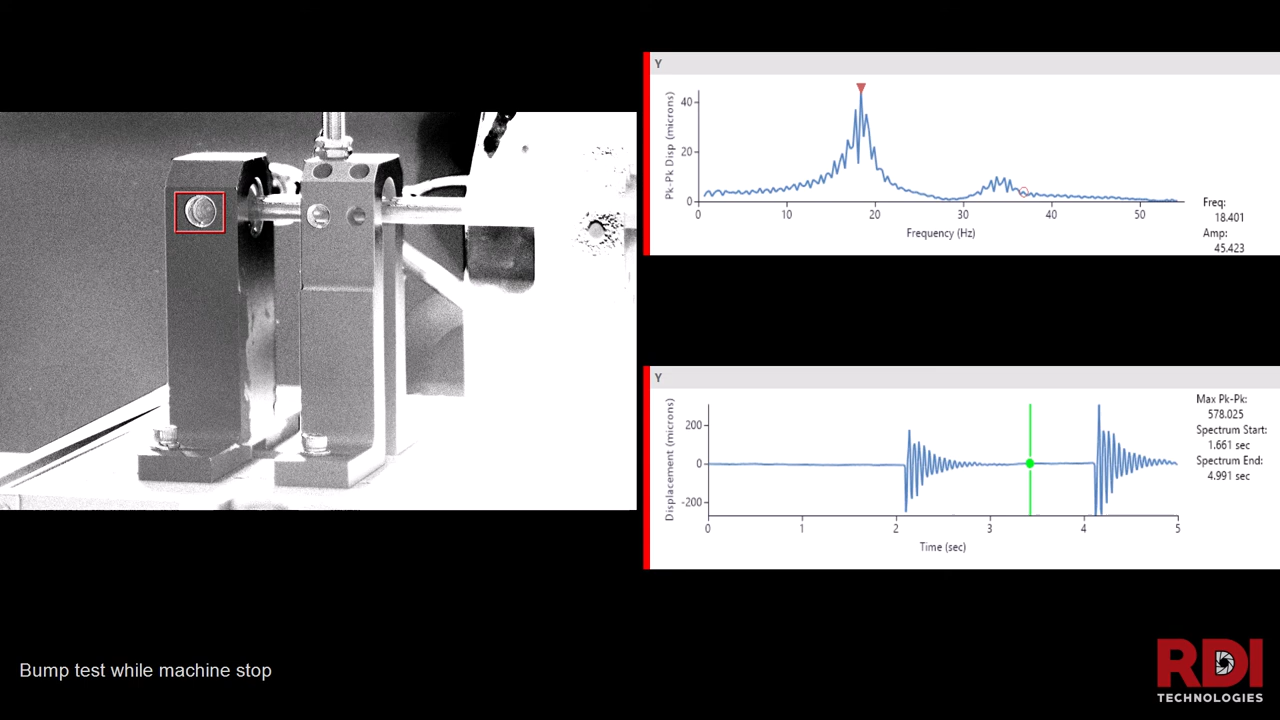 Y
Pk-Pk Disp (microns)
40
20
0
0 10 20 30 40 50
Frequency (Hz)
Freq:
18.401
Amp:
45.423
Y
Displacement (microns)
200
0
-200
0 1 2 3 4 5
Time (sec)
Max Pk-Pk:
578.025
Spectrum Start:
1.661 sec
Spectrum End:
4.991 sec
Bump test while machine stop
RDI
TECHNOLOGIES